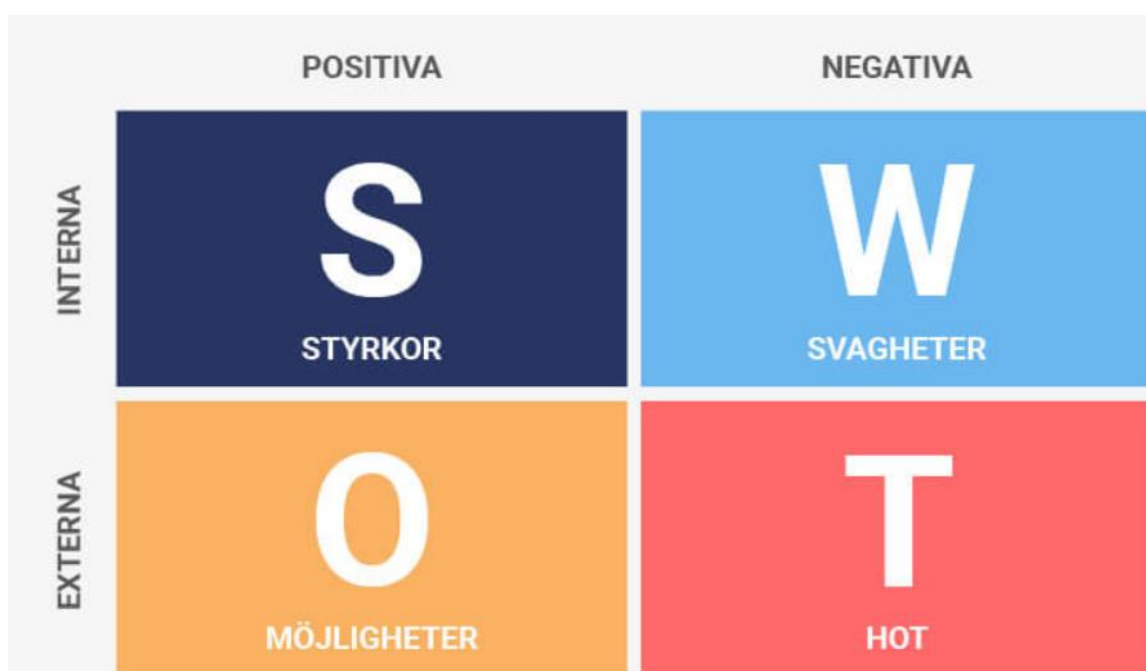 POSITIVA
NEGATIVA
INTERNA
S
STYRKOR
W
SVAGHETER
EXTERNA
O
MÖJLIGHETER
T
HOT